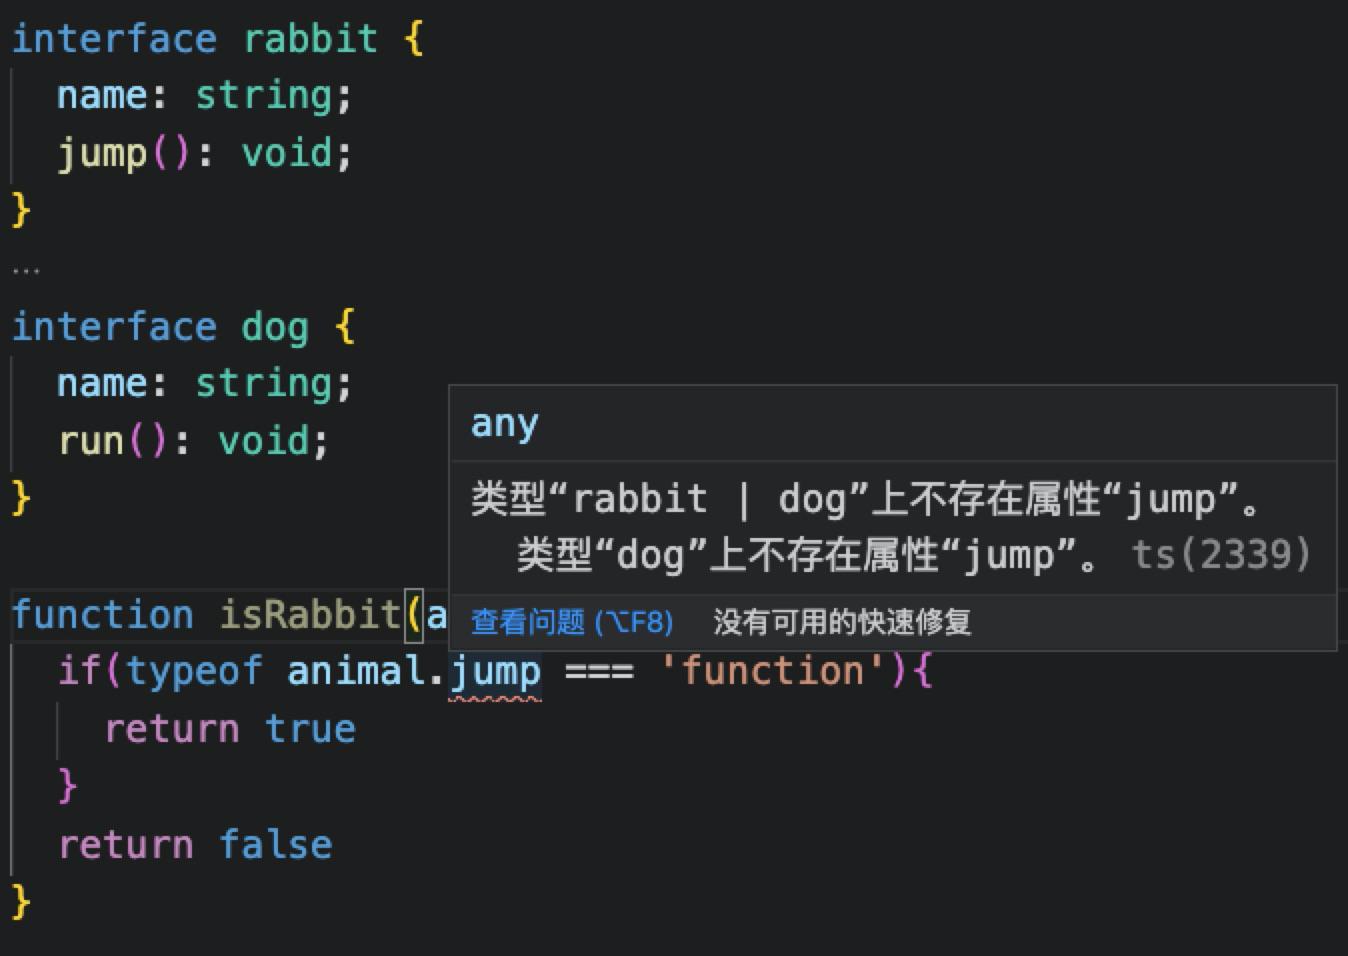 interface rabbit {
name: string;
jump(): void;
}
...
interface dog {
name: string;
run(): void;
}
any
类型“rabbit | dog”上不存在属性“jump”。
类型“dog”上不存在属性“jump”。 ts(2339)
查看问题 (⌥F8) 没有可用的快速修复
function isRabbit(a
if(typeof animal.jump === 'function'){
return true
}
return false
}